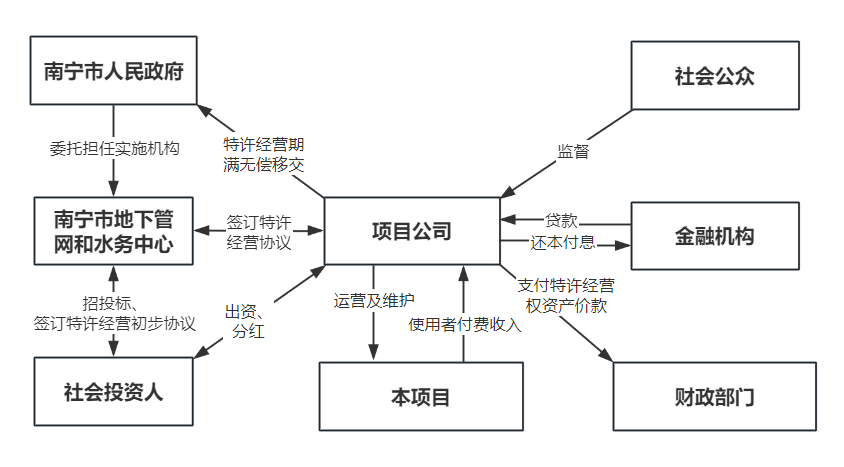 南宁市人民政府
社会公众
委托担任实施机构
特许经营期
满无偿移交
监督
南宁市地下管
网和水务中心
签订特许
经营协议
项目公司
贷款
还本付息
金融机构
招投标、
签订特许经营初步协议
出资、
分红
运营及维护
使用者付费收入
支付特许经营
权资产价款
社会投资人
本项目
财政部门